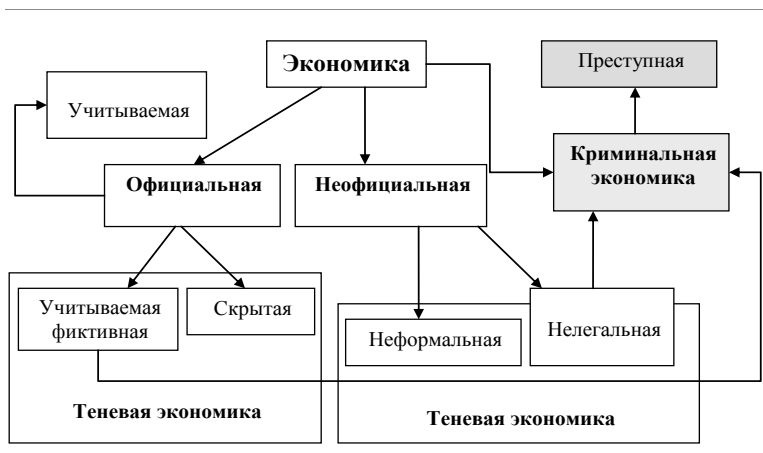 Экономика
Преступная
Учитываемая
Криминальная
экономика
Официальная
Неофициальная
Учитываемая
фиктивная
Скрытая
Неформальная
Нелегальная
Теневая экономика
Теневая экономика